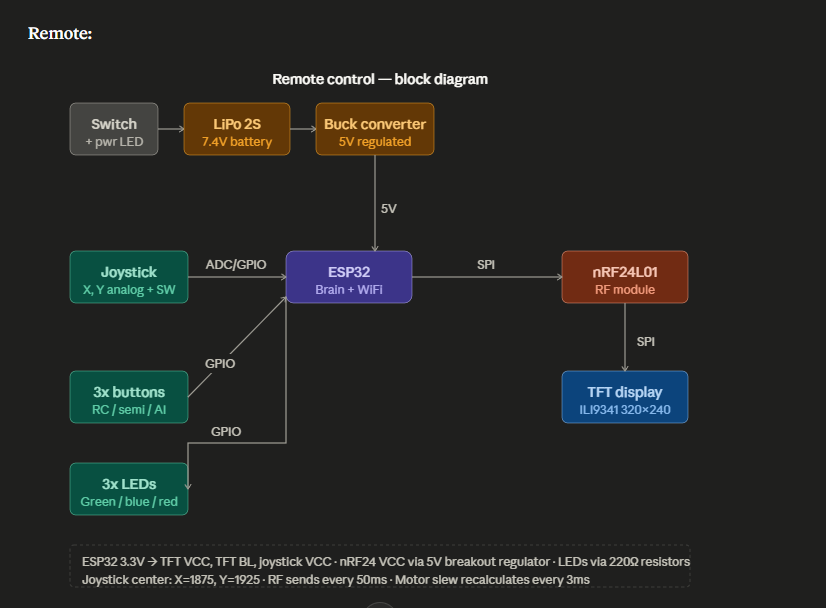 Remote:
Remote control — block diagram
Switch
+ pwr LED
LiPo 2S
7.4V battery
Buck converter
5V regulated
5V
Joystick
X, Y analog + SW
ADC/GPIO
ESP32
Brain + WiFi
SPI
nRF24L01
RF module
SPI
GPIO
3x buttons
RC / semi / AI
TFT display
ILI9341 320×240
GPIO
3x LEDs
Green / blue / red
ESP32 3.3V → TFT VCC, TFT BL, joystick VCC · nRF24 VCC via 5V breakout regulator · LEDs via 220Ω resistors
Joystick center: X=1875, Y=1925 · RF sends every 50ms · Motor slew recalculates every 3ms